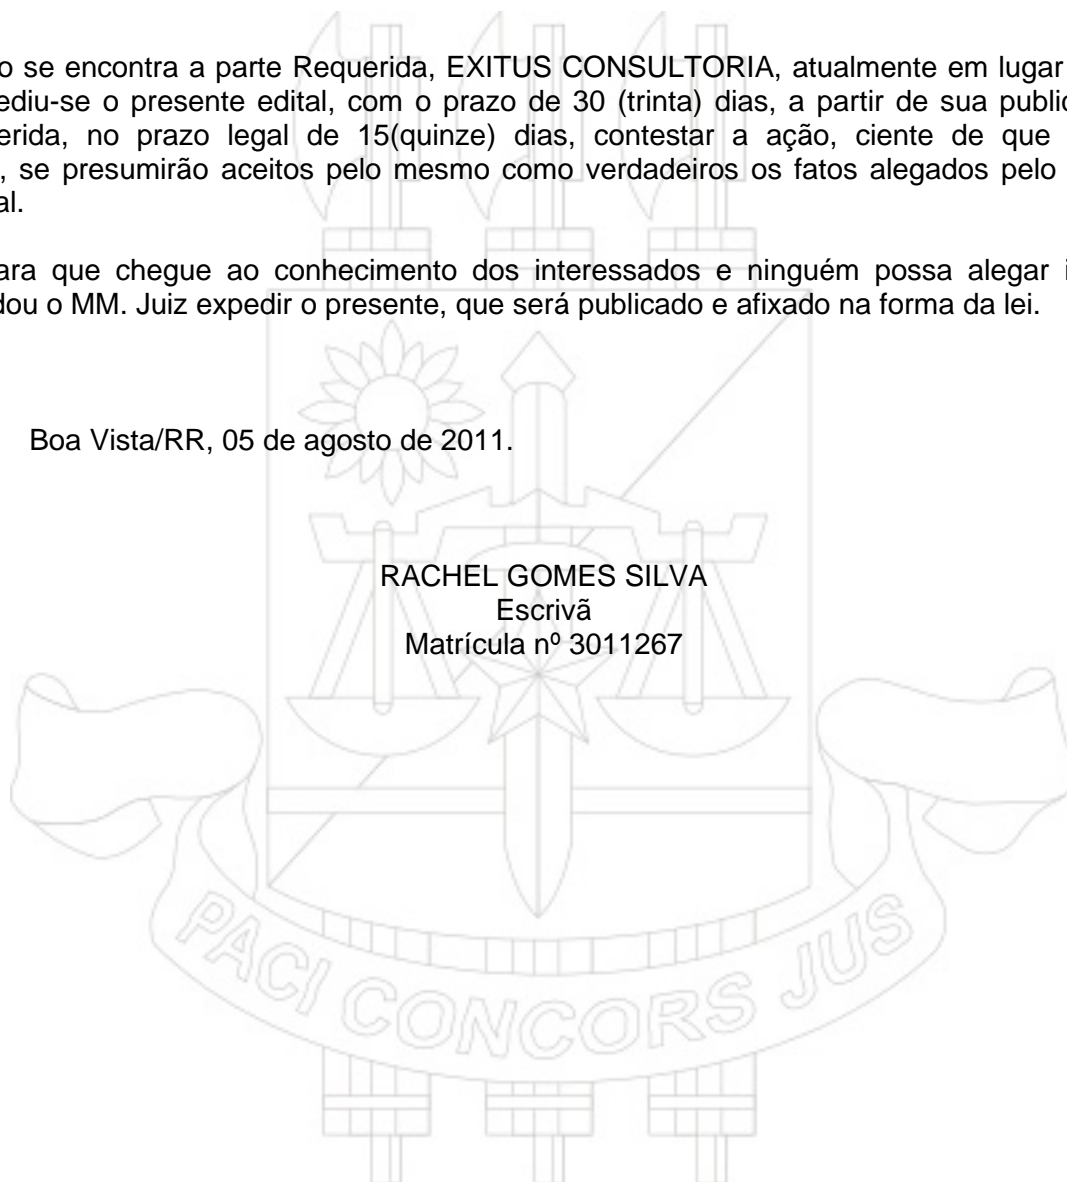 o se encontra a parte Requerida, EXITUS CONSULTORIA, atualmente em lugar
ediu-se o presente edital, com o prazo de 30 (trinta) dias, a partir de sua public
erida, no prazo legal de 15(quinze) dias, contestar a ação, ciente de que
, se presumirão aceitos pelo mesmo como verdadeiros os fatos alegados pelo
al.
ara que chegue ao conhecimento dos interessados e ninguém possa alegar i
dou o MM. Juiz expedir o presente, que será publicado e afixado na forma da lei.
Boa Vista/RR, 05 de agosto de 2011.
RACHEL GOMES SILVA
Escrivã
Matrícula nº 3011267
PACI CONCORS JUS